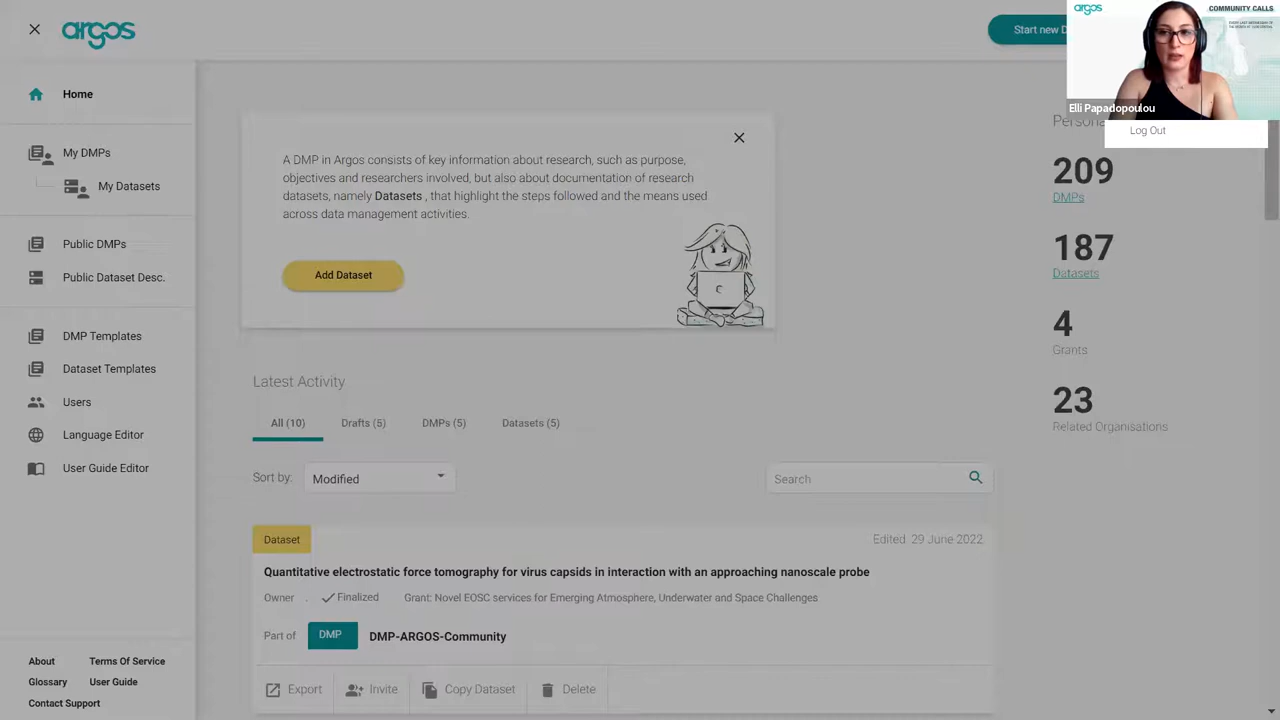 argos
Start new D
argos
COMMUNITY CALLS
Elli Papadopoulou
Log Out
Home
My DMPs
My Datasets
Public DMPs
Public Dataset Desc.
DMP Templates
Dataset Templates
Users
Language Editor
User Guide Editor
About
Terms Of Service
Glossary
User Guide
Contact Support
A DMP in Argos consists of key information about research, such as purpose,
objectives and researchers involved, but also about documentation of research
datasets, namely Datasets , that highlight the steps followed and the means used
across data management activities.
Add Dataset
Persona
209
DMPs
187
Datasets
4
Grants
23
Related Organisations
Latest Activity
All (10)
Drafts (5)
DMPs (5)
Datasets (5)
Sort by:
Modified
Search
Dataset
Edited 29 June 2022
Quantitative electrostatic force tomography for virus capsids in interaction with an approaching nanoscale probe
Owner . Finalized Grant: Novel EOSC services for Emerging Atmosphere, Underwater and Space Challenges
Part of DMP DMP-ARGOS-Community
Export
Invite
Copy Dataset
Delete